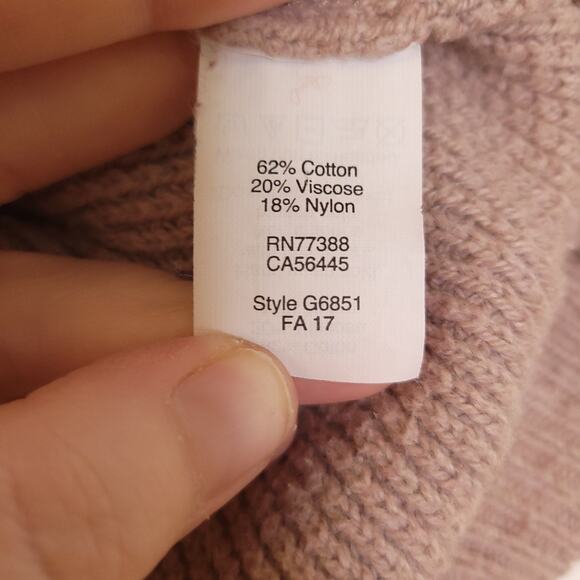 62% Cotton
20% Viscose
18% Nylon
RN77388
CA56445
Style G6851
FA 17